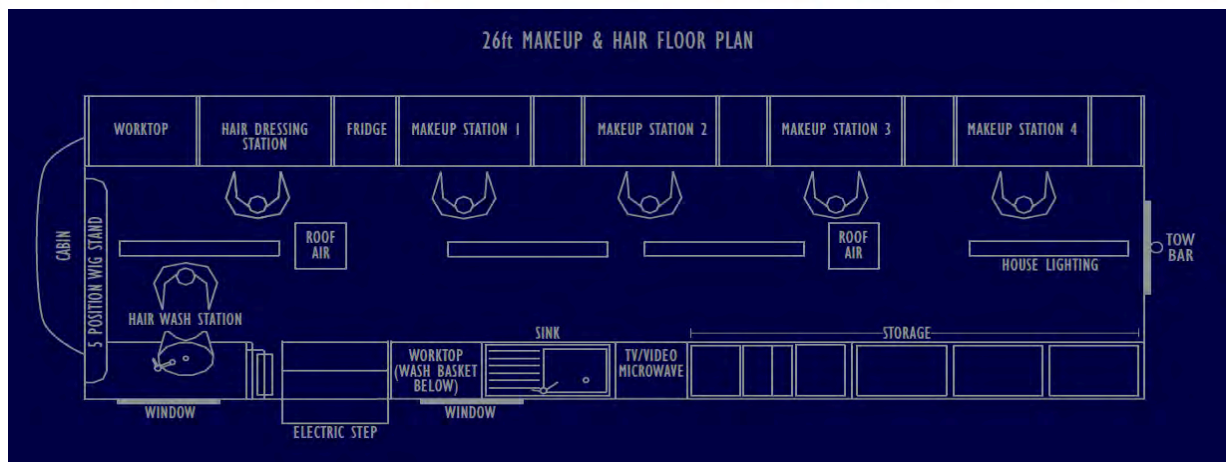 26ft MAKEUP & HAIR FLOOR PLAN
WORKTOP
HAIR DRESSING
STATION
FRIDGE
MAKEUP STATION 1
MAKEUP STATION 2
MAKEUP STATION 3
MAKEUP STATION 4
CABIN
5 POSITION WIG STAND
ROOF
AIR
ROOF
AIR
HOUSE LIGHTING
TOW
BAR
HAIR WASH STATION
SINK
STORAGE
WORKTOP
(WASH BASKET
BELOW)
TV/VIDEO
MICROWAVE
WINDOW
WINDOW
ELECTRIC STEP